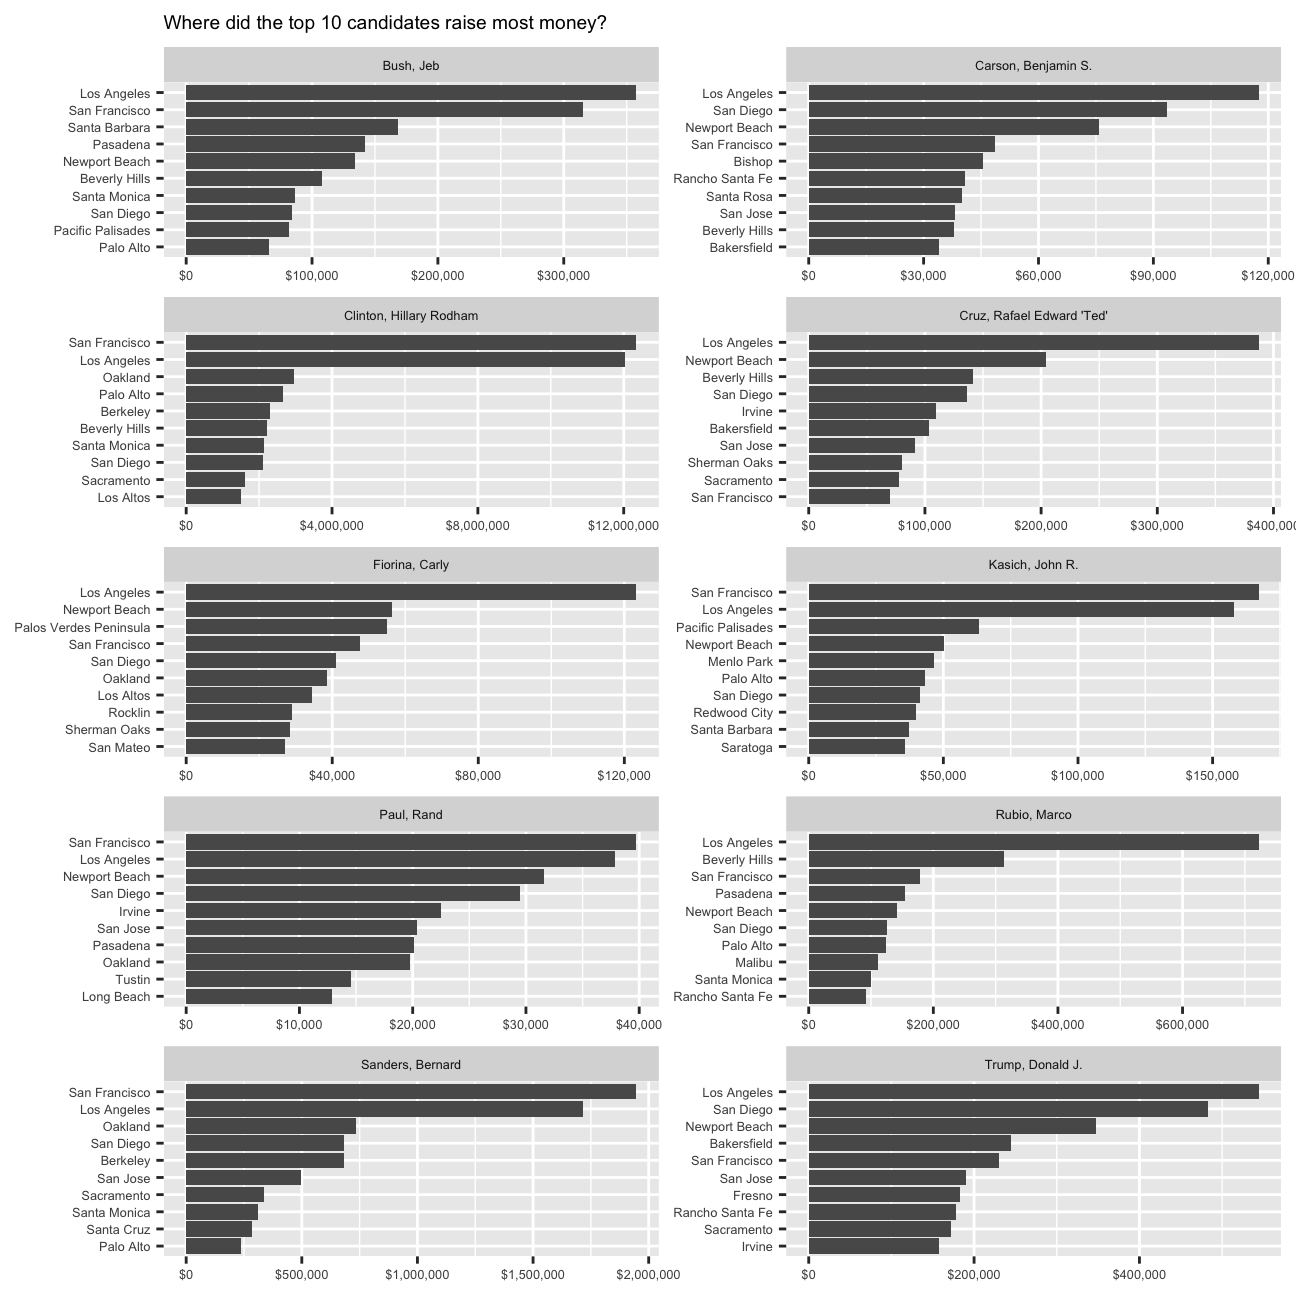 Where did the top 10 candidates raise most money?
Bush, Jeb
Los Angeles
San Francisco
Santa Barbara
Pasadena
Newport Beach
Beverly Hills
Santa Monica
San Diego
Pacific Palisades
Palo Alto
$0 $100,000 $200,000 $300,000
Carson, Benjamin S.
Los Angeles
San Diego
Newport Beach
San Francisco
Bishop
Rancho Santa Fe
Santa Rosa
San Jose
Beverly Hills
Bakersfield
$0 $30,000 $60,000 $90,000 $120,000
Clinton, Hillary Rodham
San Francisco
Los Angeles
Oakland
Palo Alto
Berkeley
Beverly Hills
Santa Monica
San Diego
Sacramento
Los Altos
$0 $4,000,000 $8,000,000 $12,000,000
Cruz, Rafael Edward 'Ted'
Los Angeles
Newport Beach
Beverly Hills
San Diego
Irvine
Bakersfield
San Jose
Sherman Oaks
Sacramento
San Francisco
$0 $100,000 $200,000 $300,000 $400,000
Fiorina, Carly
Los Angeles
Newport Beach
Palos Verdes Peninsula
San Francisco
San Diego
Oakland
Los Altos
Rocklin
Sherman Oaks
San Mateo
$0 $40,000 $80,000 $120,000
Kasich, John R.
San Francisco
Los Angeles
Pacific Palisades
Newport Beach
Menlo Park
Palo Alto
San Diego
Redwood City
Santa Barbara
Saratoga
$0 $50,000 $100,000 $150,000
Paul, Rand
San Francisco
Los Angeles
Newport Beach
San Diego
Irvine
San Jose
Pasadena
Oakland
Tustin
Long Beach
$0 $10,000 $20,000 $30,000 $40,000
Rubio, Marco
Los Angeles
Beverly Hills
San Francisco
Pasadena
Newport Beach
San Diego
Palo Alto
Malibu
Santa Monica
Rancho Santa Fe
$0 $200,000 $400,000 $600,000
Sanders, Bernard
San Francisco
Los Angeles
Oakland
San Diego
Berkeley
San Jose
Sacramento
Santa Monica
Santa Cruz
Palo Alto
$0 $500,000 $1,000,000 $1,500,000 $2,000,000
Trump, Donald J.
Los Angeles
San Diego
Newport Beach
Bakersfield
San Francisco
San Jose
Fresno
Rancho Santa Fe
Sacramento
Irvine
$0 $200,000 $400,000